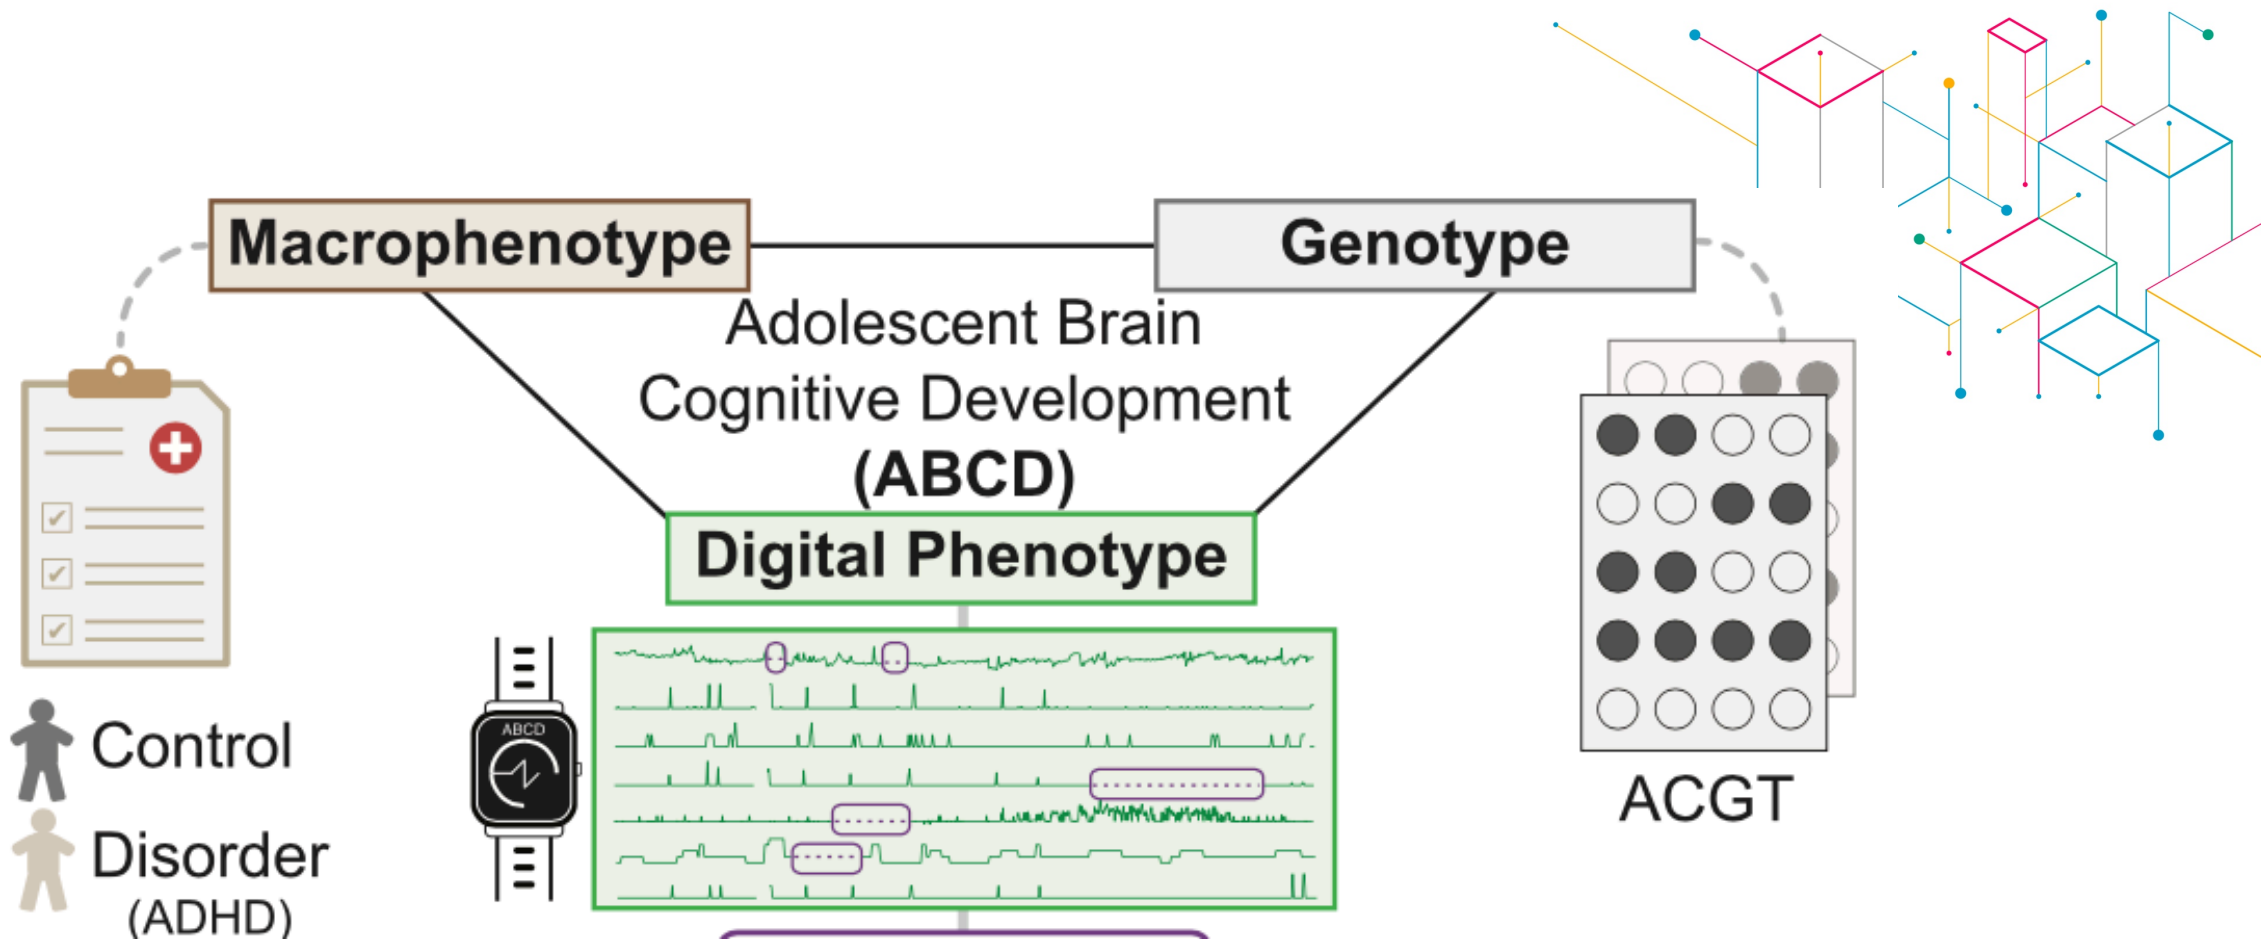 Macrophenotype
Genotype
Adolescent Brain
Cognitive Development
(ABCD)
Digital Phenotype
ABCD
Control
Disorder
(ADHD)
ACGT